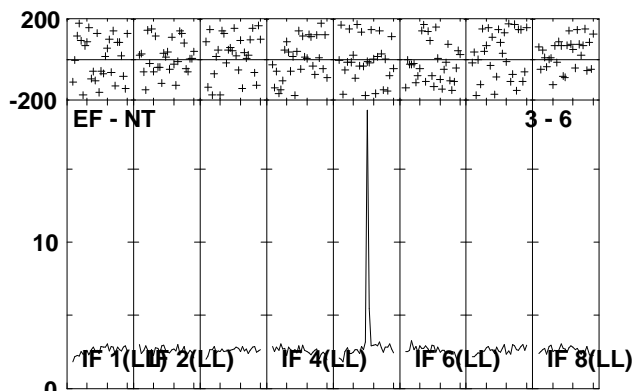 200
-200
EF - NT 3 - 6
10
0
IF 1(LL) IF 2(LL) IF 4(LL) IF 6(LL) IF 8(LL)